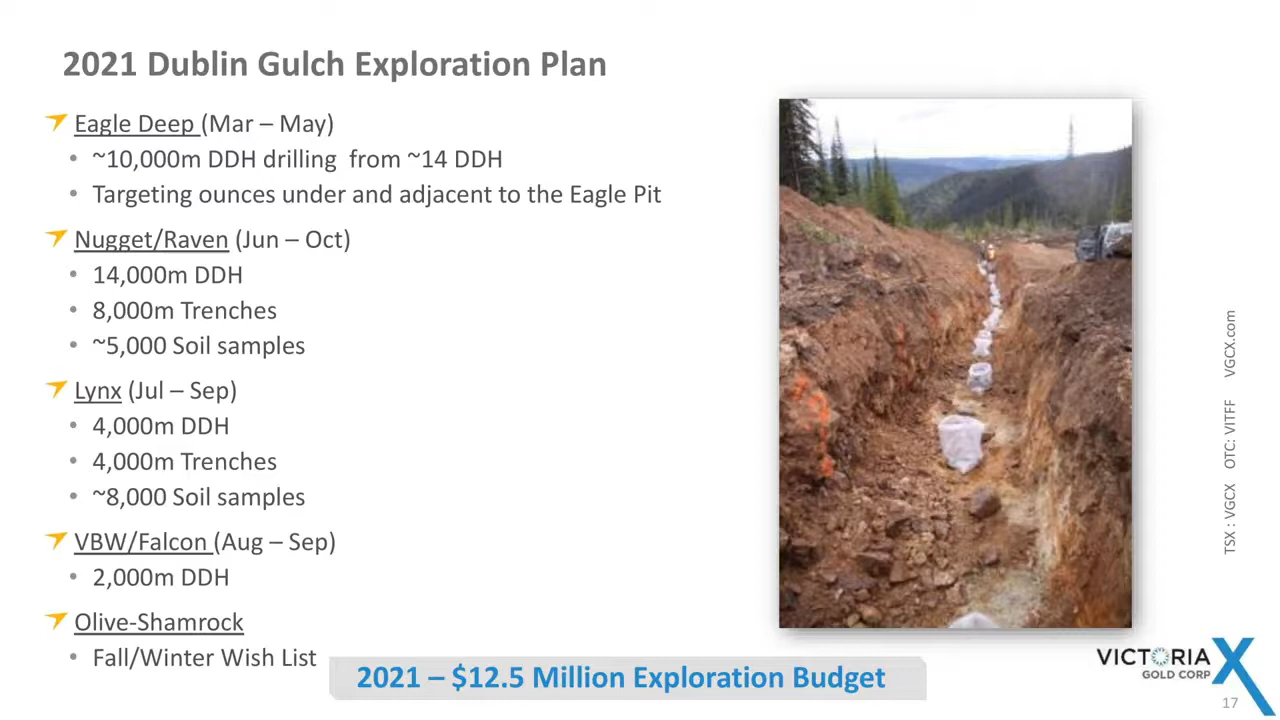 2021 Dublin Gulch Exploration Plan
Eagle Deep (Mar – May)
• ~10,000m DDH drilling from ~14 DDH
• Targeting ounces under and adjacent to the Eagle Pit
Nugget/Raven (Jun – Oct)
• 14,000m DDH
• 8,000m Trenches
• ~5,000 Soil samples
Lynx (Jul – Sep)
• 4,000m DDH
• 4,000m Trenches
• ~8,000 Soil samples
VBW/Falcon (Aug – Sep)
• 2,000m DDH
Olive-Shamrock
• Fall/Winter Wish List
2021 – $12.5 Million Exploration Budget
TSX : VGCX OTC: VITFF VGCX.com
VICTORIA
GOLD CORP
17